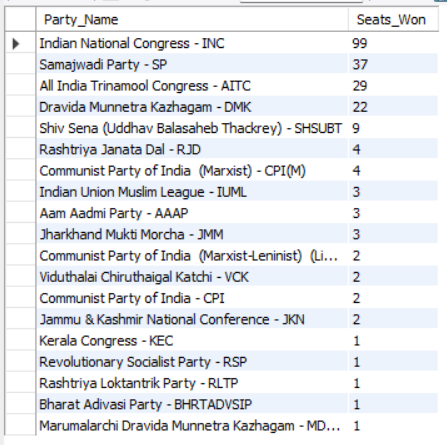 Party_Name Seats_Won
Indian National Congress - INC 99
Samajwadi Party - SP 37
All India Trinamool Congress - AITC 29
Dravida Munnetra Kazhagam - DMK 22
Shiv Sena (Uddhav Balasaheb Thackrey) - SHSUBT 9
Rashtriya Janata Dal - RJD 4
Communist Party of India  (Marxist) - CPI(M) 4
Indian Union Muslim League - IUML 3
Aam Aadmi Party - AAAP 3
Jharkhand Mukti Morcha - JMM 3
Communist Party of India  (Marxist-Leninist)  (Li... 2
Viduthalai Chiruthaigal Katchi - VCK 2
Communist Party of India - CPI 2
Jammu & Kashmir National Conference - JKN 2
Kerala Congress - KEC 1
Revolutionary Socialist Party - RSP 1
Rashtriya Loktantrik Party - RLTP 1
Bharat Adivasi Party - BHRTADVSIP 1
Marumalarchi Dravida Munnetra Kazhagam - MD... 1